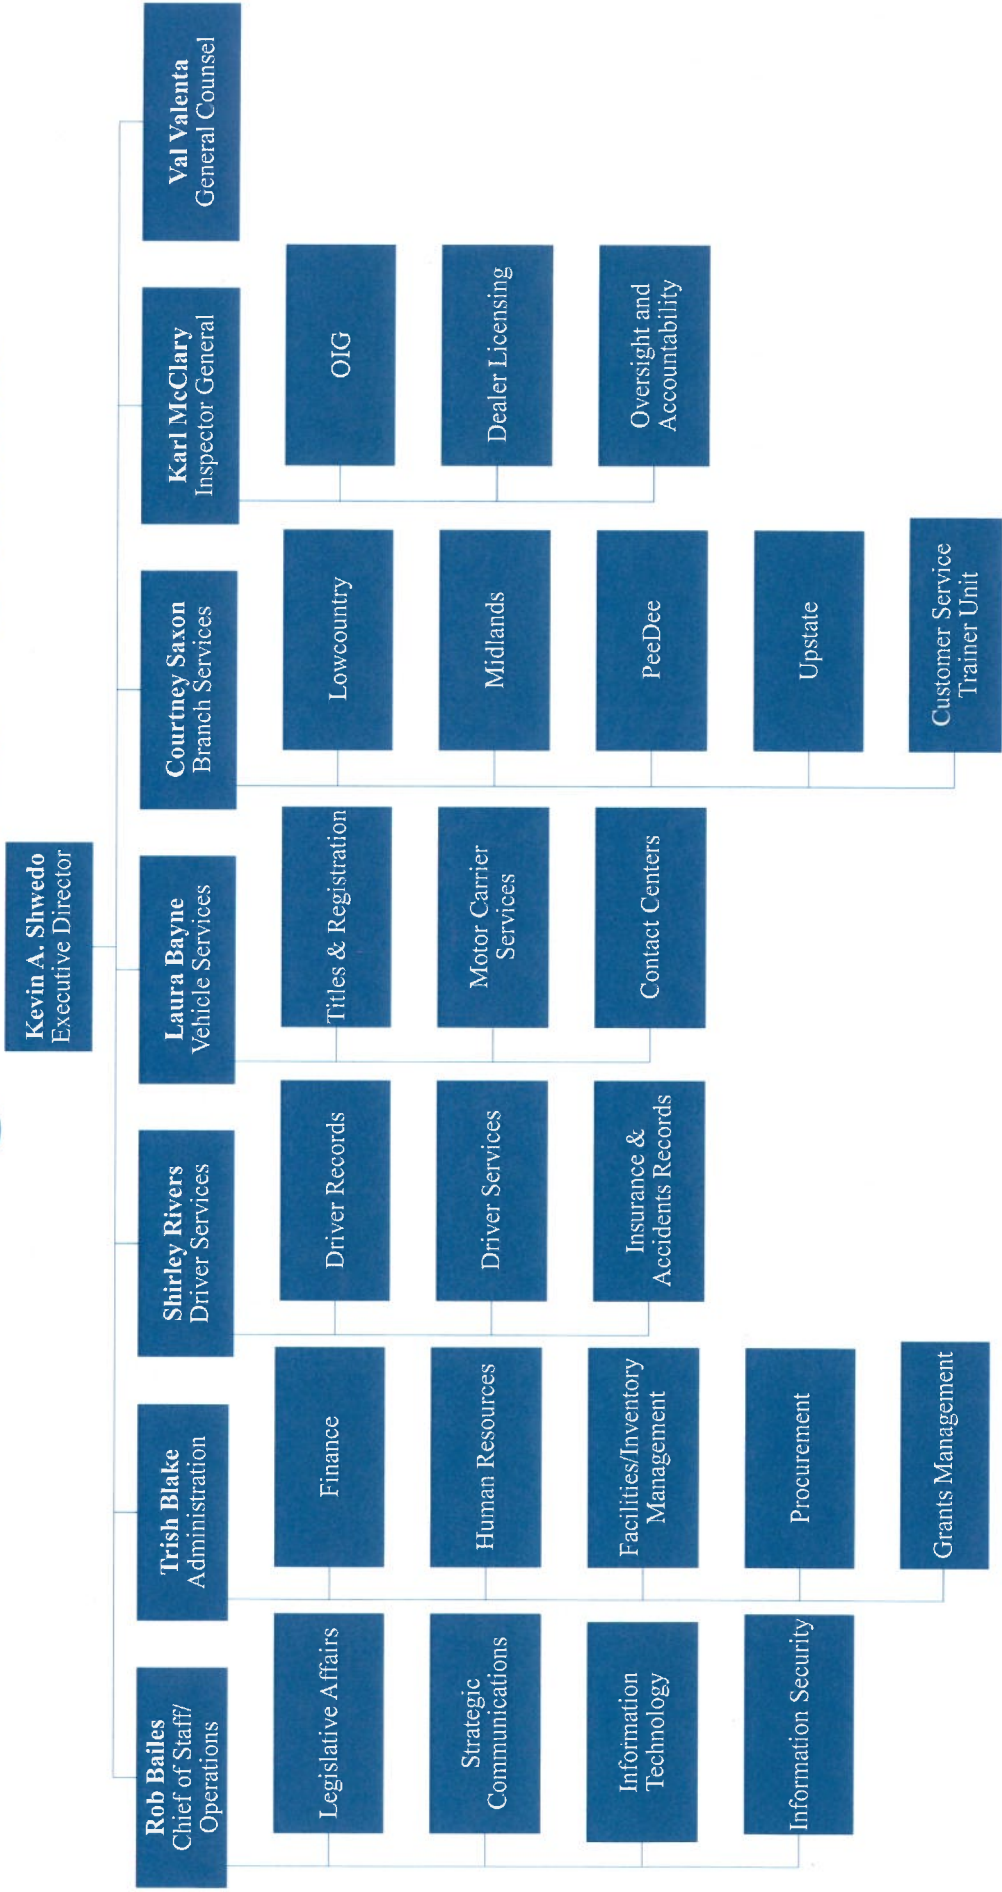 Kevin A. Shwedo
Executive Director
Rob Bailes
Chief of Staff/
Operations
Legislative Affairs
Strategic
Communications
Information
Technology
Information Security
Trish Blake
Administration
Finance
Human Resources
Facilities/Inventory
Management
Procurement
Grants Management
Shirley Rivers
Driver Services
Driver Records
Driver Services
Insurance &
Accidents Records
Laura Bayne
Vehicle Services
Titles & Registration
Motor Carrier
Services
Contact Centers
Courtney Saxon
Branch Services
Lowcountry
Midlands
PeeDee
Upstate
Customer Service
Trainer Unit
Karl McClary
Inspector General
OIG
Dealer Licensing
Oversight and
Accountability
Val Valenta
General Counsel